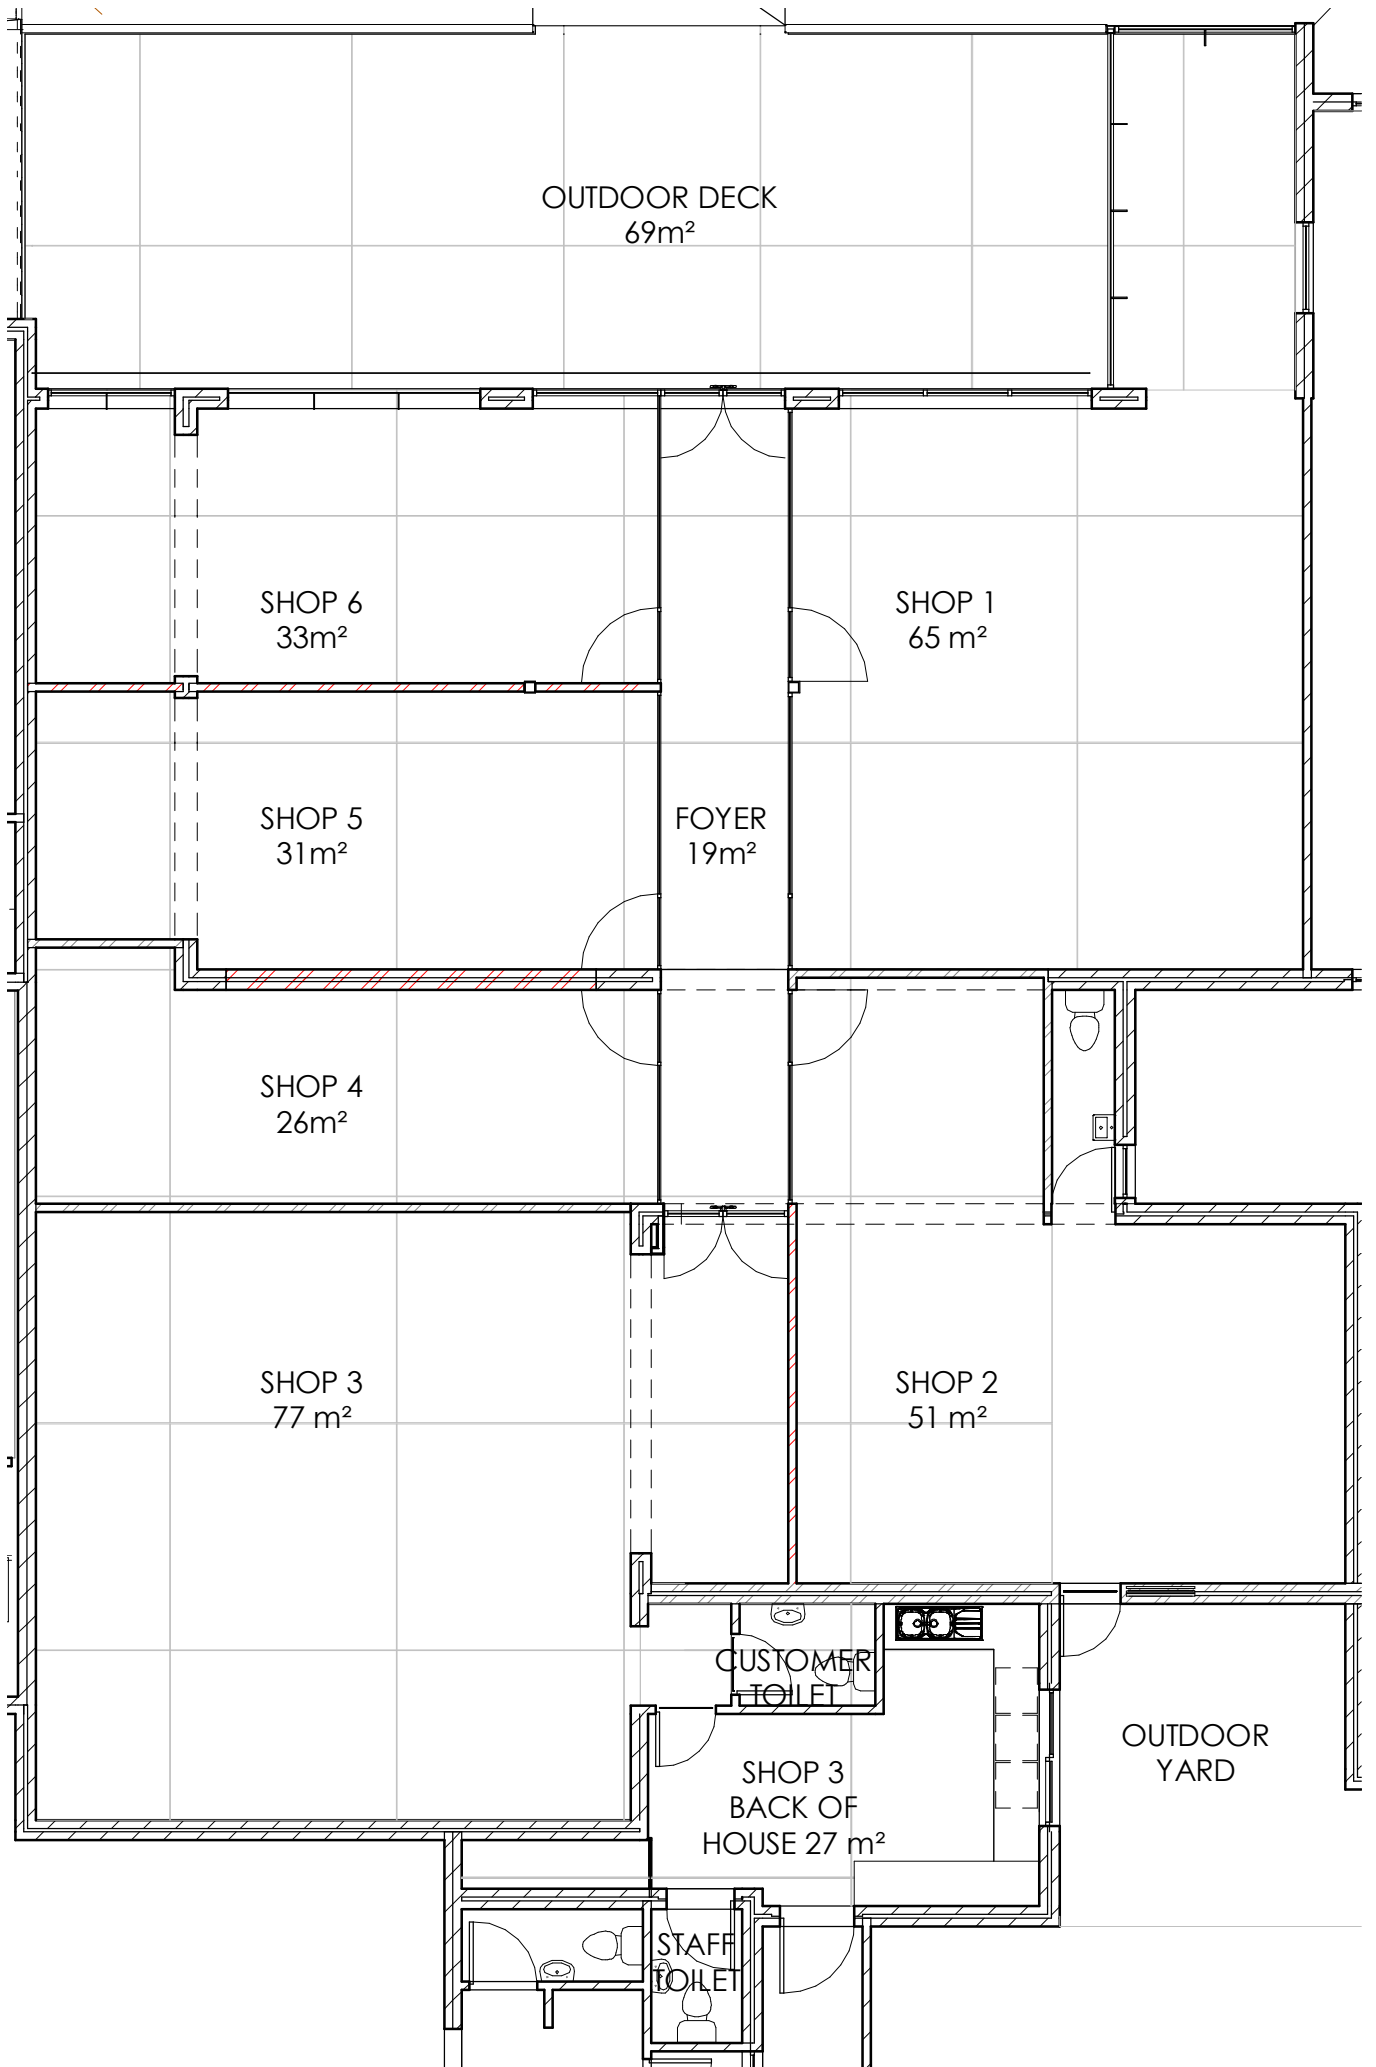 OUTDOOR DECK
69m²
SHOP 6
33m²
SHOP 1
65 m²
SHOP 5
31m²
FOYER
19m²
SHOP 4
26m²
SHOP 3
77 m²
SHOP 2
51 m²
CUSTOMER
TOILET
OUTDOOR
YARD
SHOP 3
BACK OF
HOUSE 27 m²
STAFF
TOILET